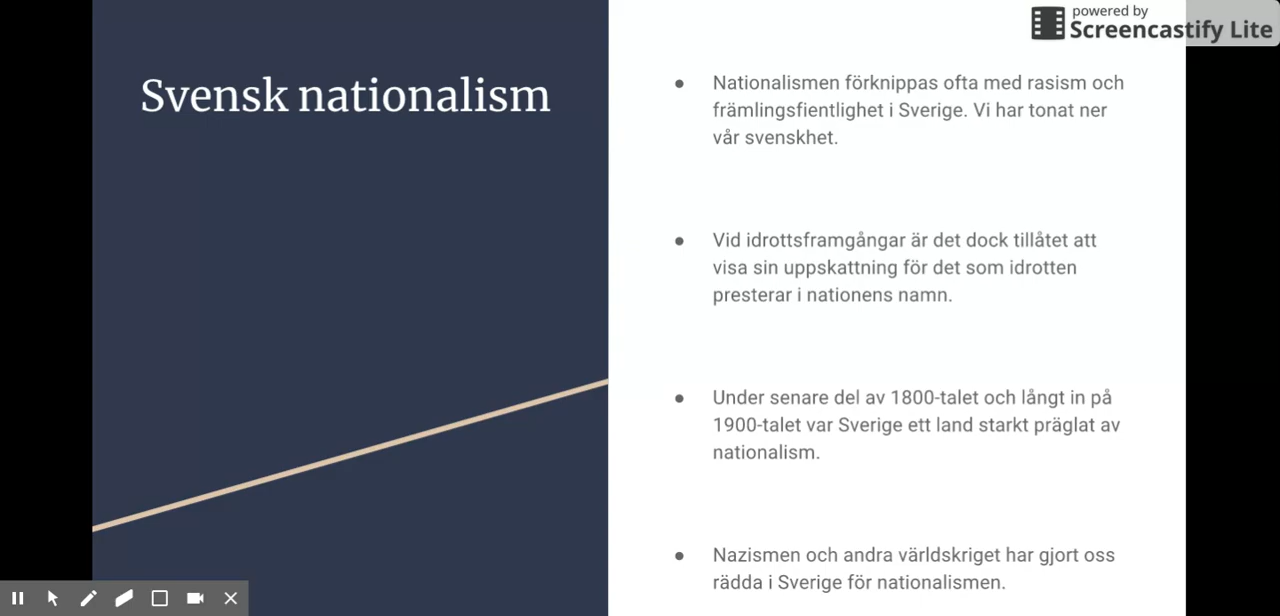 powered by
Screencastify Lite
Svensk nationalism
● Nationalismen förknippas ofta med rasism och
främlingsfientlighet i Sverige. Vi har tonat ner
vår svenskhet.
● Vid idrottsframgångar är det dock tillåtet att
visa sin uppskattning för det som idrotten
presterar i nationens namn.
● Under senare del av 1800-talet och långt in på
1900-talet var Sverige ett land starkt präglat av
nationalism.
● Nazismen och andra världskriget har gjort oss
rädda i Sverige för nationalismen.